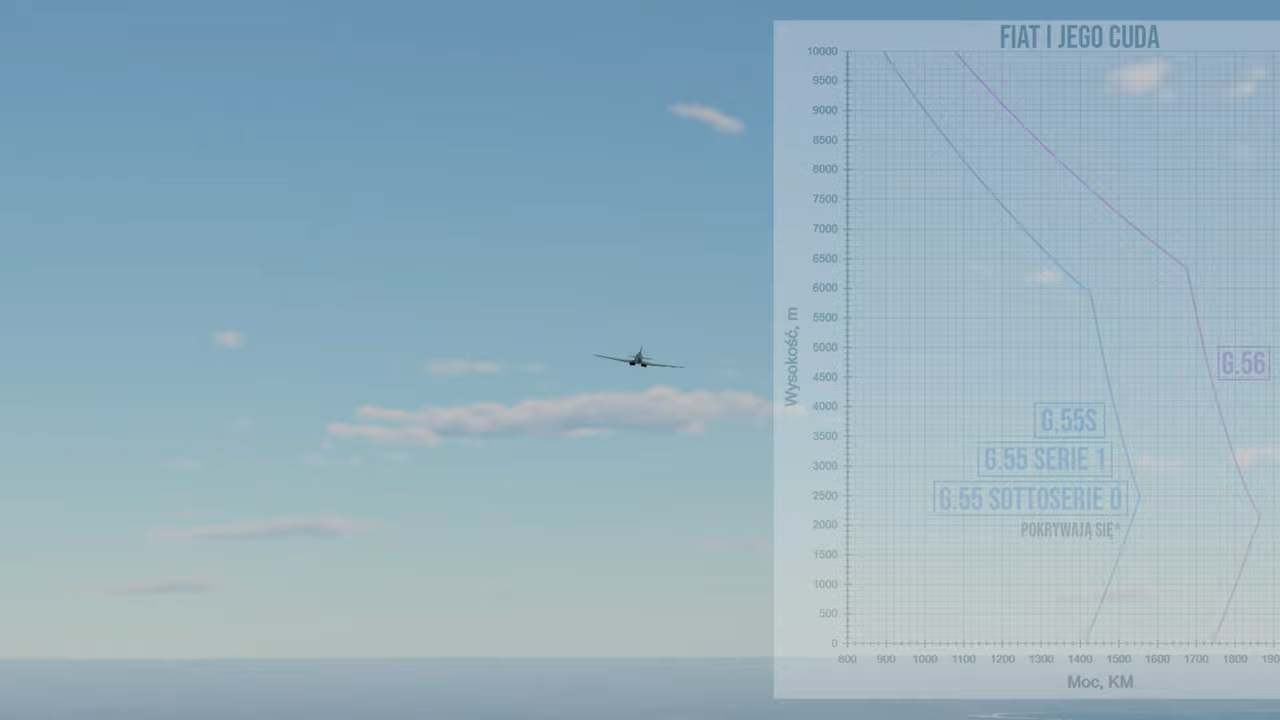 FIAT I JEGO CUDA
10000
9500
9000
8500
8000
7500
7000
6500
6000
5500
5000
4500
4000
3500
3000
2500
2000
1500
1000
500
0
Wysokość, m
G.56
G.55S
G.55 SERIE 1
G.55 SOTTOSERIE 0
POKRYWAJĄ SIĘ*
800 900 1000 1100 1200 1300 1400 1500 1600 1700 1800 190
Moc, KM